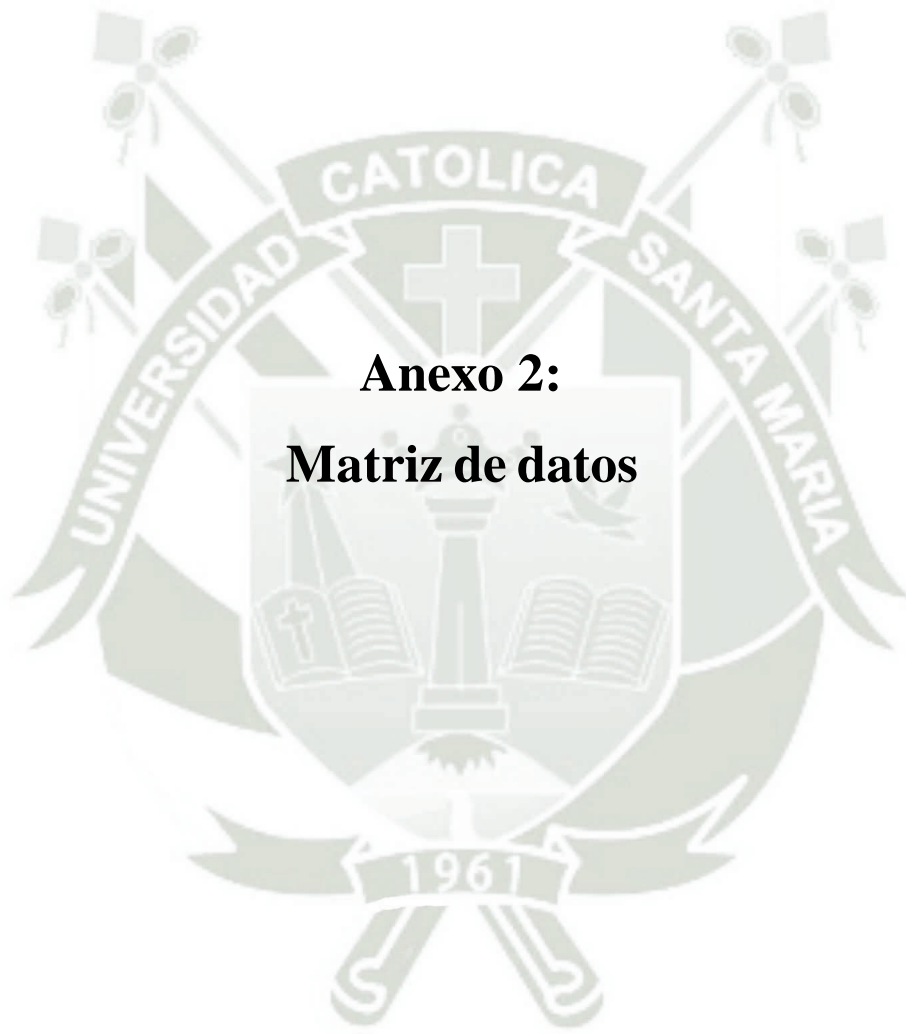 CATOLICA
UNIVERSIDAD
SANTA MARIA
Anexo 2:
Matriz de datos
1961